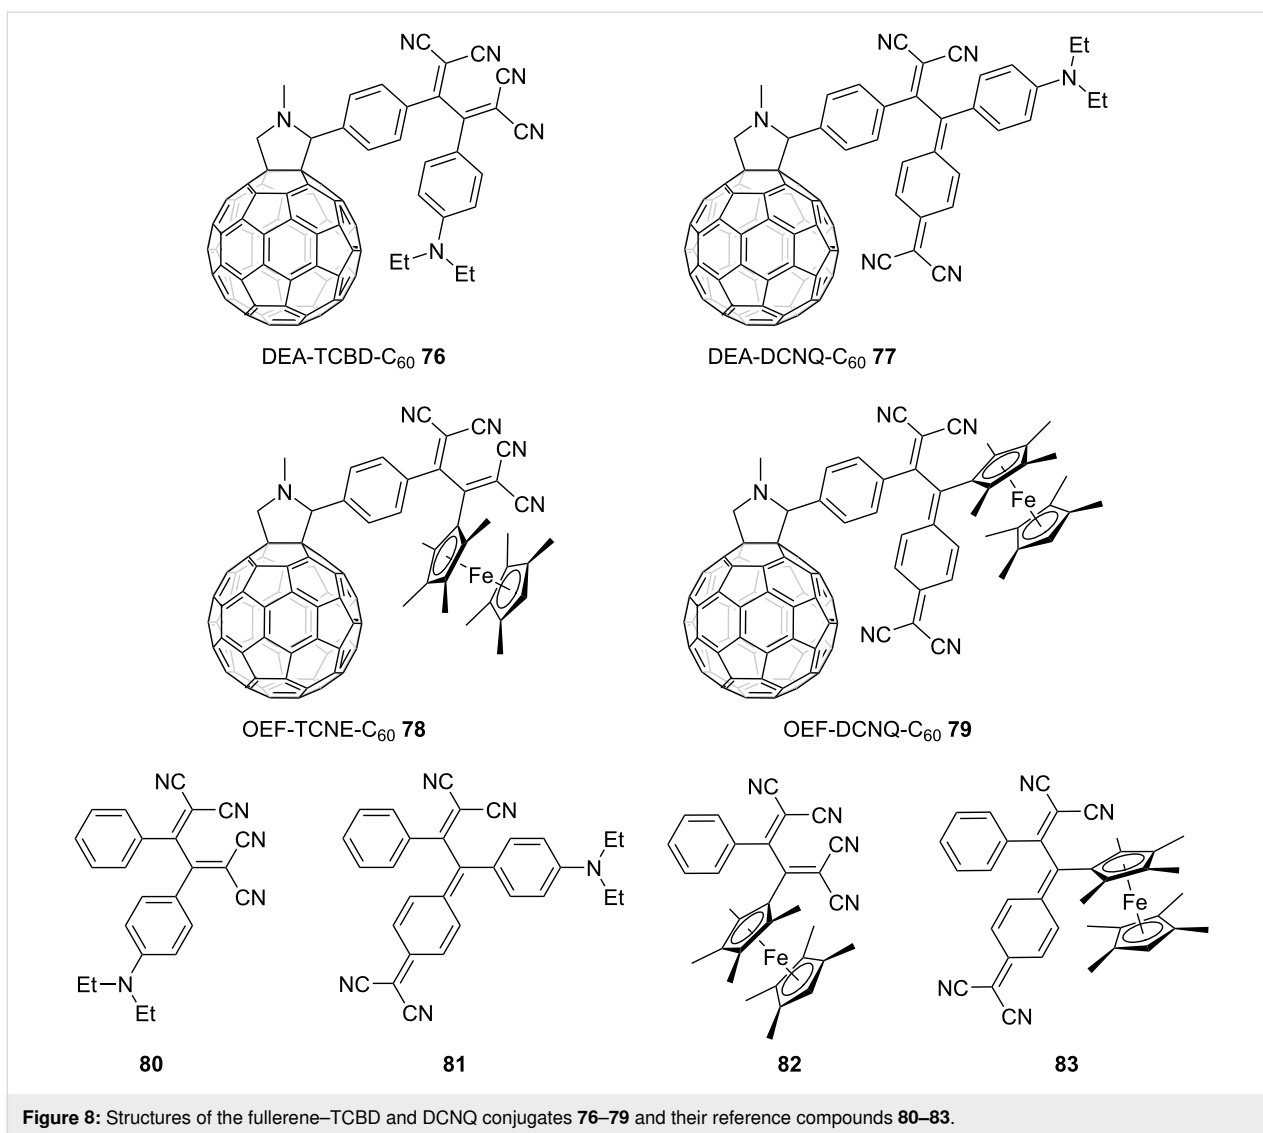 NC
CN
CN
CN
N
N
Et
Et
DEA-TCBD-C60 76
NC
CN
Et
N
Et
N
NC
CN
DEA-DCNQ-C60 77
NC
CN
CN
CN
N
Fe
OEF-TCNE-C60 78
NC
CN
N
Fe
NC
CN
OEF-DCNQ-C60 79
NC
CN
CN
CN
Et
N
Et
80
NC
CN
Et
N
Et
NC
CN
81
NC
CN
CN
CN
Fe
82
NC
CN
Fe
NC
CN
83
Figure 8: Structures of the fullerene–TCBD and DCNQ conjugates 76–79 and their reference compounds 80–83.